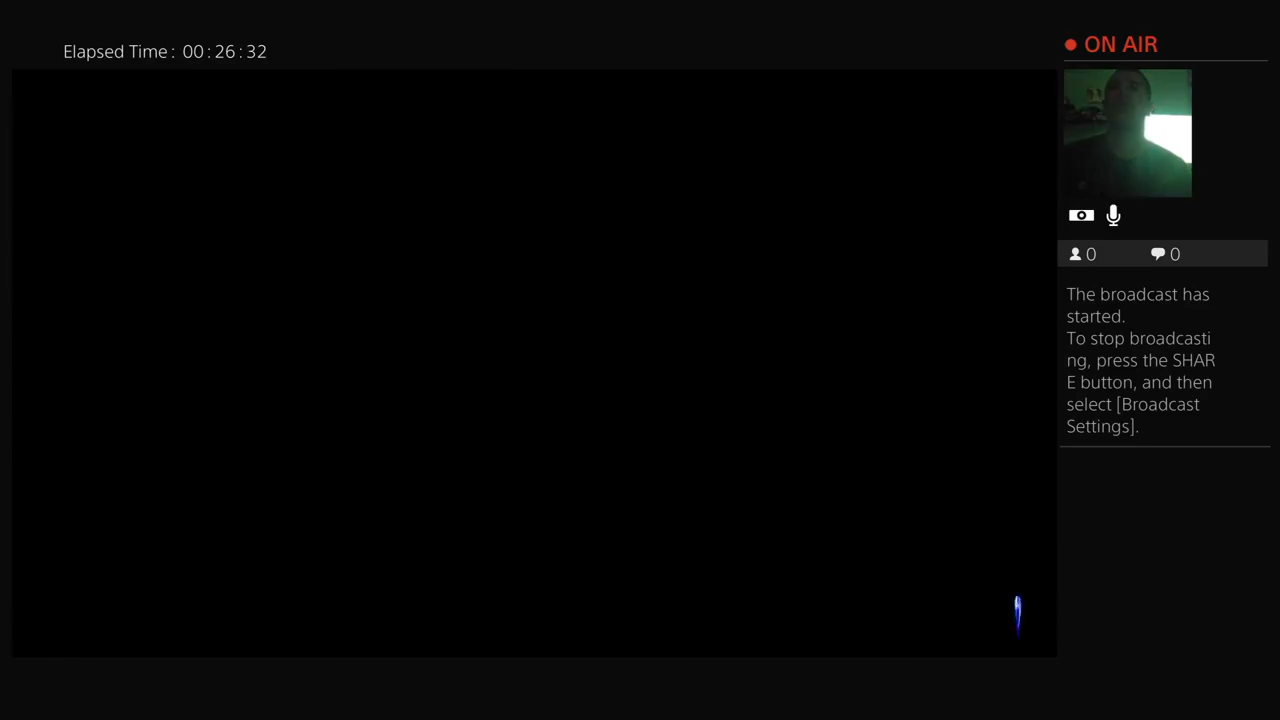 Elapsed Time: 00:26:32
ON AIR
0 0
The broadcast has
started.
To stop broadcasti
ng, press the SHAR
E button, and then
select [Broadcast
Settings].